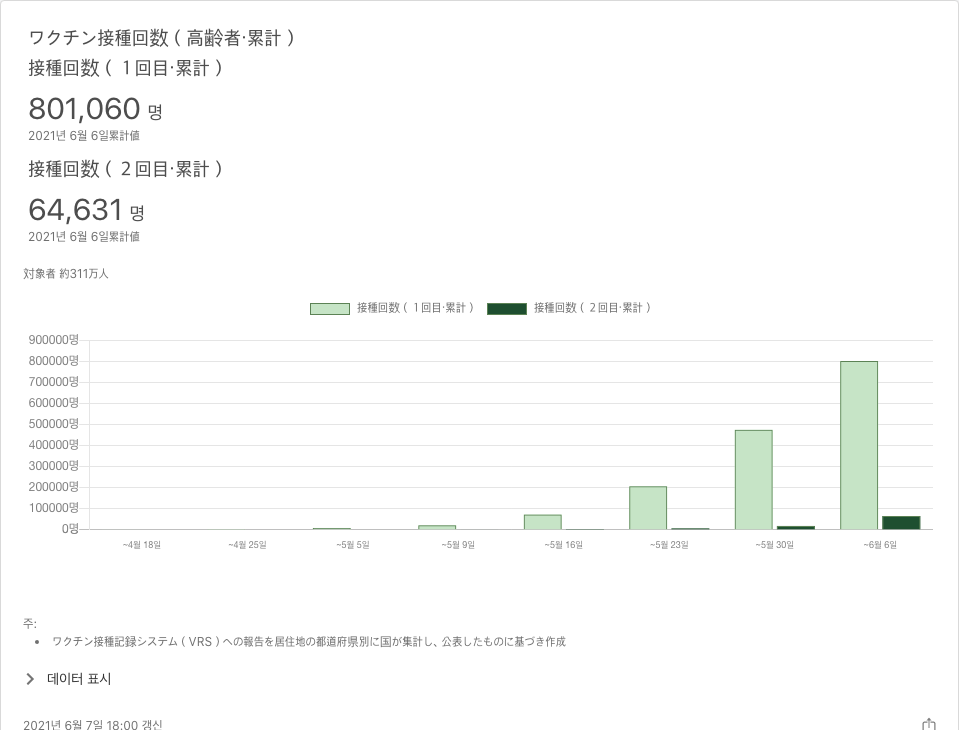 ワクチン接種回数（高齢者·累計）
接種回数（１回目·累計）
801,060 명
2021년 6월 6일累計値
接種回数（２回目·累計）
64,631 명
2021년 6월 6일累計値
対象者 約311万人
接種回数（１回目·累計） 接種回数（２回目·累計）
900000명
800000명
700000명
600000명
500000명
400000명
300000명
200000명
100000명
0명
~4월 18일 ~4월 25일 ~5월 5일 ~5월 9일 ~5월 16일 ~5월 23일 ~5월 30일 ~6월 6일
주:
• ワクチン接種記録システム（VRS）への報告を居住地の都道府県別に国が集計し、公表したものに基づき作成
데이터 표시
2021년 6월 7일 18:00 갱신